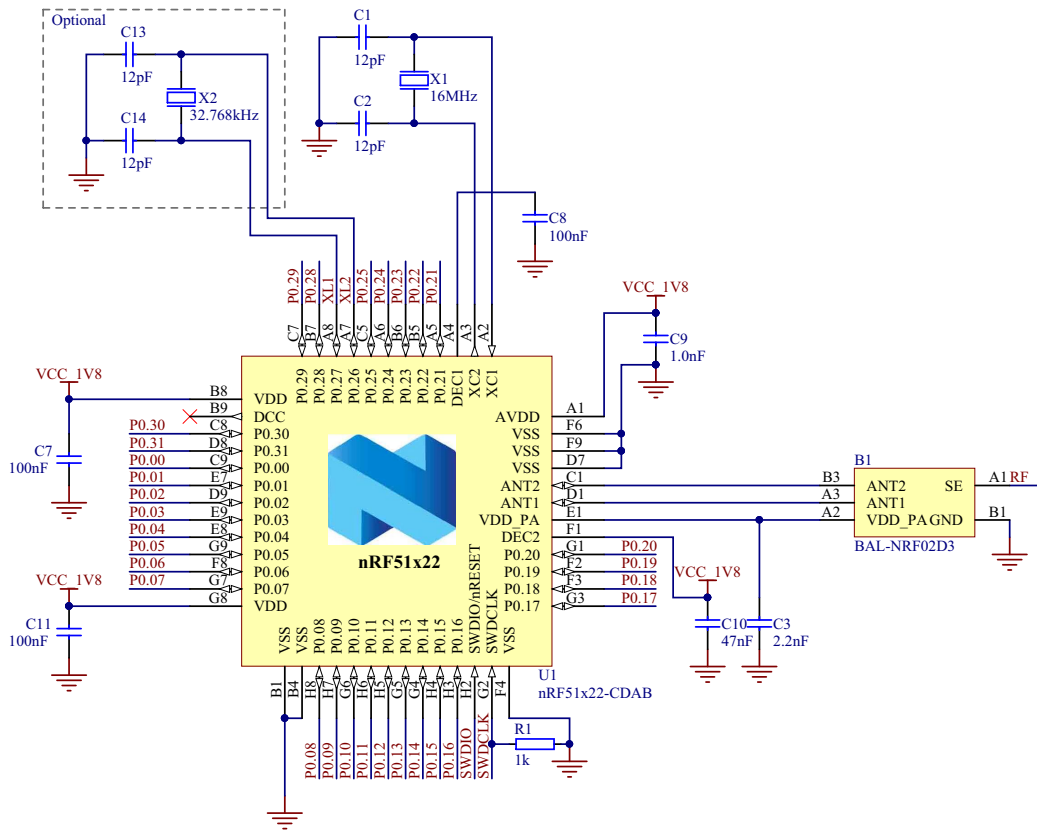 Optional
C13
12pF
X2
32.768kHz
C14
12pF
C1
12pF
X1
16MHz
C2
12pF
C8
100nF
P0.29
P0.28
XL1
XL2
P0.25
P0.24
P0.23
P0.22
P0.21
C7
B7
A8
A7
C5
A6
B6
B5
A5
A4
A3
A2
P0.29
P0.28
P0.27
P0.26
P0.25
P0.24
P0.23
P0.22
P0.21
DEC1
XC2
XC1
VCC_1V8
C9
1.0nF
VCC_1V8
C7
100nF
B8 VDD
B9 DCC
P0.30 C8 P0.30
P0.31 D8 P0.31
P0.00 C9 P0.00
P0.01 E7 P0.01
P0.02 D9 P0.02
P0.03 E9 P0.03
P0.04 E8 P0.04
P0.05 G9 P0.05
P0.06 F8 P0.06
P0.07 G7 P0.07
G8 VDD
VCC_1V8
C11
100nF
nRF51x22
AVDD A1
VSS F6
VSS F9
VSS D7
ANT2 C1
ANT1 D1
VDD_PA E1
DEC2 F1
P0.20 G1 P0.20
P0.19 F2 P0.19
P0.18 F3 P0.18
P0.17 G3 P0.17
B1
B3 ANT2 SE A1 RF
A3 ANT1
A2 VDD_PA GND B1
BAL-NRF02D3
VCC_1V8
C10
47nF
C3
2.2nF
VSS
VSS
P0.08
P0.09
P0.10
P0.11
P0.12
P0.13
P0.14
P0.15
P0.16
SWDIO/nRESET
SWDCLK
VSS
U1
nRF51x22-CDAB
B1
B4
H8
H7
G6
H6
H5
G5
G4
H4
H3
H2
G2
F4
P0.08
P0.09
P0.10
P0.11
P0.12
P0.13
P0.14
P0.15
P0.16
SWDIO
SWDCLK
R1
1k